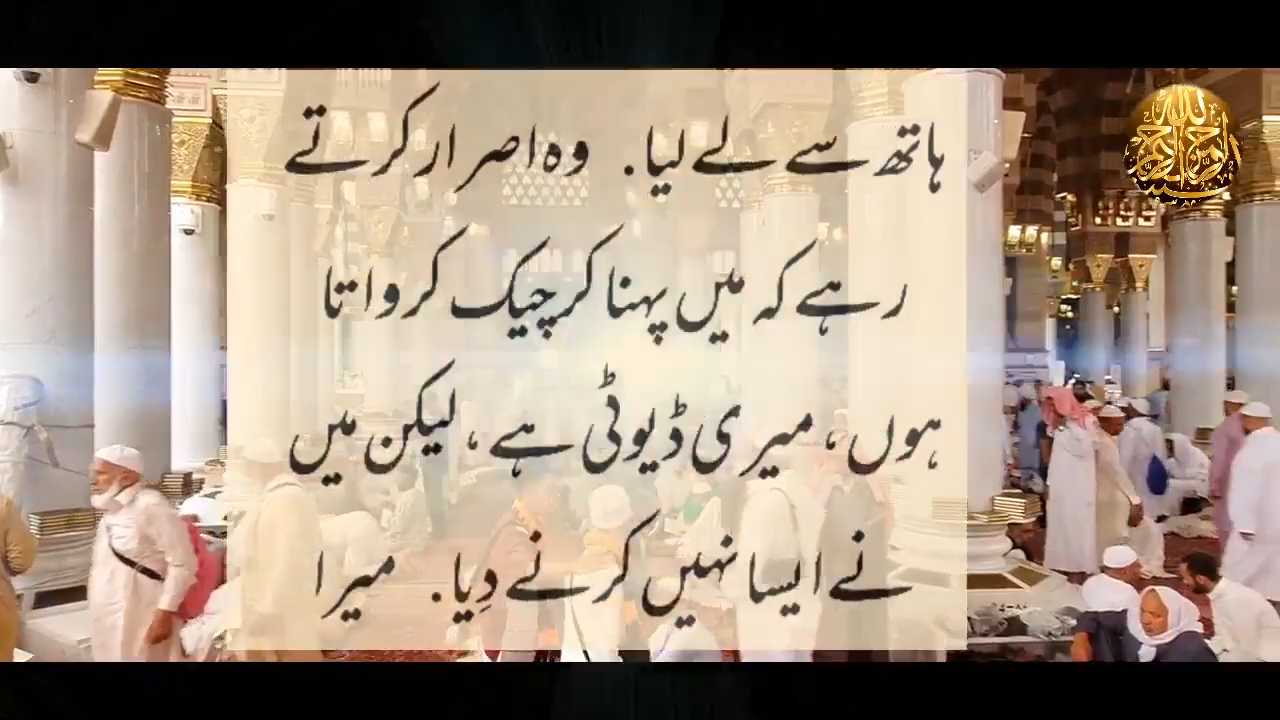 ہاتھ سے لے لیا. وہ اصرار کرتے
رہے کہ میں پہنا کر چیک کرواتا
ہوں، میری ڈیوٹی ہے، لیکن میں
نے ایسا نہیں کرنے دِیا. میرا